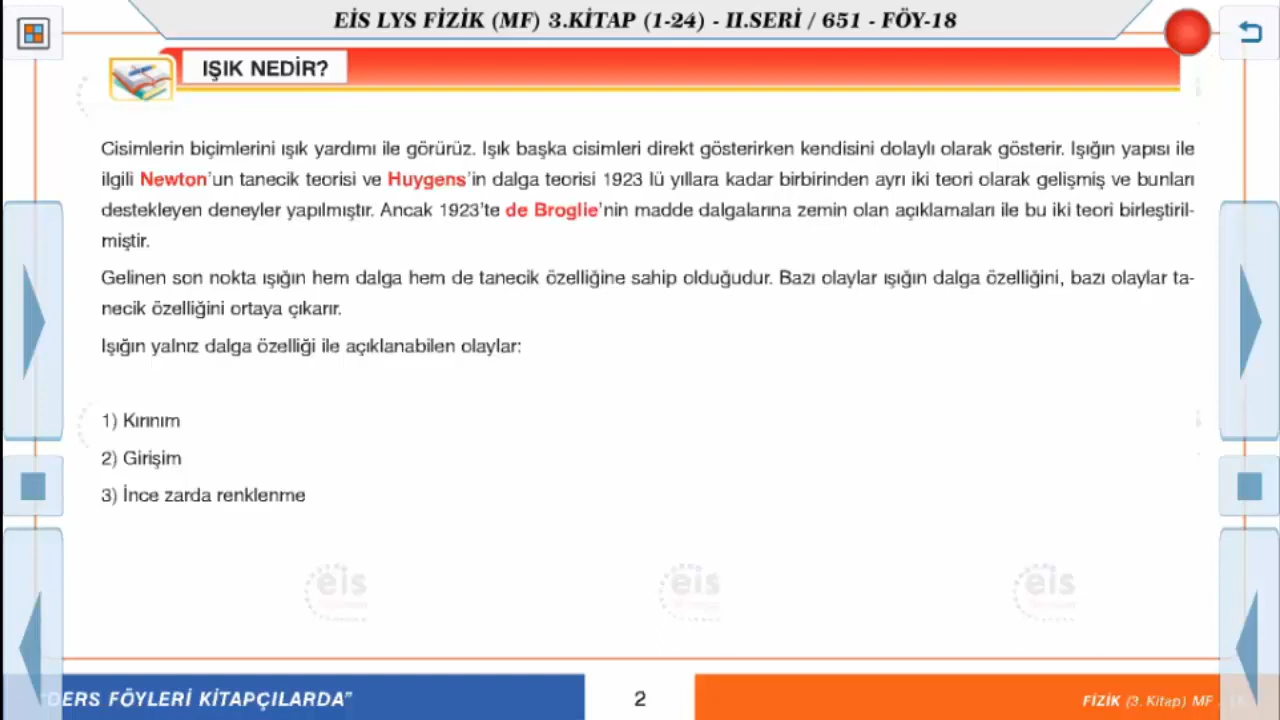 EİS LYS FİZİK (MF) 3.KİTAP (1-24) - II.SERİ / 651 - FÖY-18
IŞIK NEDİR?
Cisimlerin biçimlerini ışık yardımı ile görürüz. Işık başka cisimleri direkt gösterirken kendisini dolaylı olarak gösterir. Işığın yapısı ile
ilgili Newton'un tanecik teorisi ve Huygens'in dalga teorisi 1923 lü yıllara kadar birbirinden ayrı iki teori olarak gelişmiş ve bunları
destekleyen deneyler yapılmıştır. Ancak 1923'te de Broglie'nin madde dalgalarına zemin olan açıklamaları ile bu iki teori birleştiril-
miştir.
Gelinen son nokta ışığın hem dalga hem de tanecik özelliğine sahip olduğudur. Bazı olaylar ışığın dalga özelliğini, bazı olaylar ta-
necik özelliğini ortaya çıkarır.
Işığın yalnız dalga özelliği ile açıklanabilen olaylar:
1) Kırınım
2) Girişim
3) İnce zarda renklenme
eis eis eis
"DERS FÖYLERİ KİTAPÇILARDA"
2
FİZİK (3. Kitap) MF